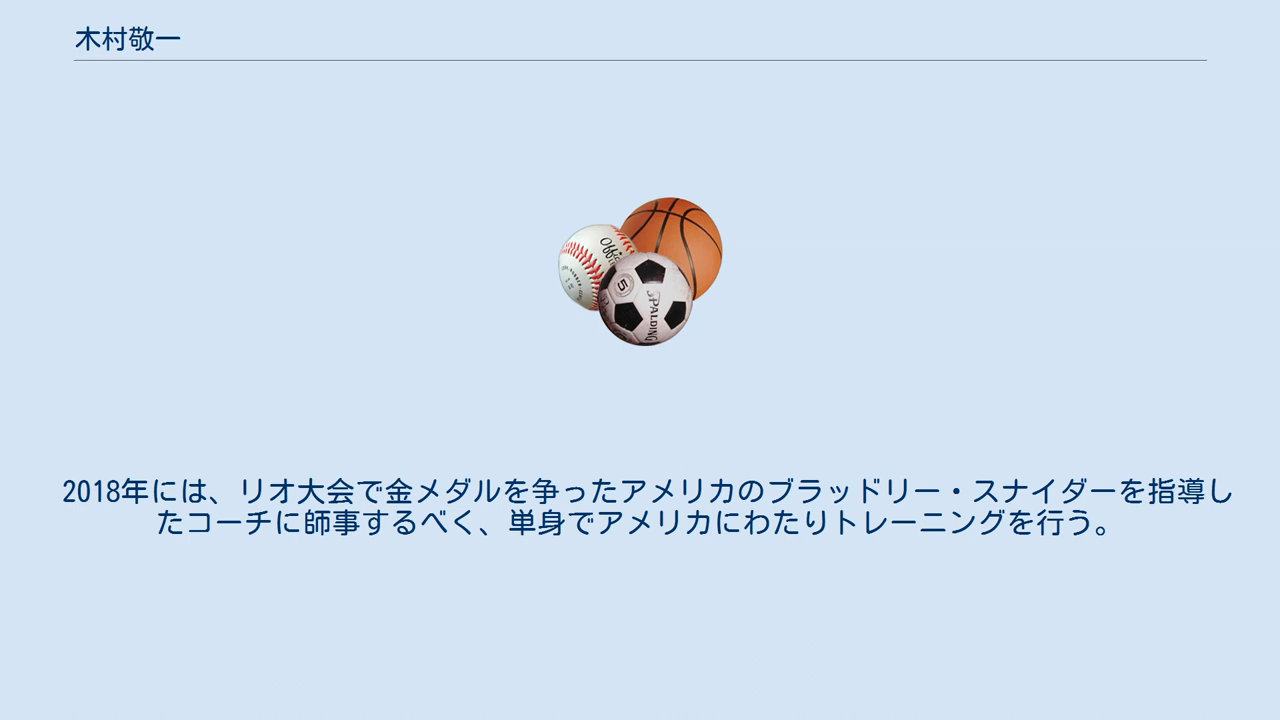 木村敬一
Offi
5
SPALDING
2018年には、リオ大会で金メダルを争ったアメリカのブラッドリー・スナイダーを指導し
たコーチに師事するべく、単身でアメリカにわたりトレーニングを行う。